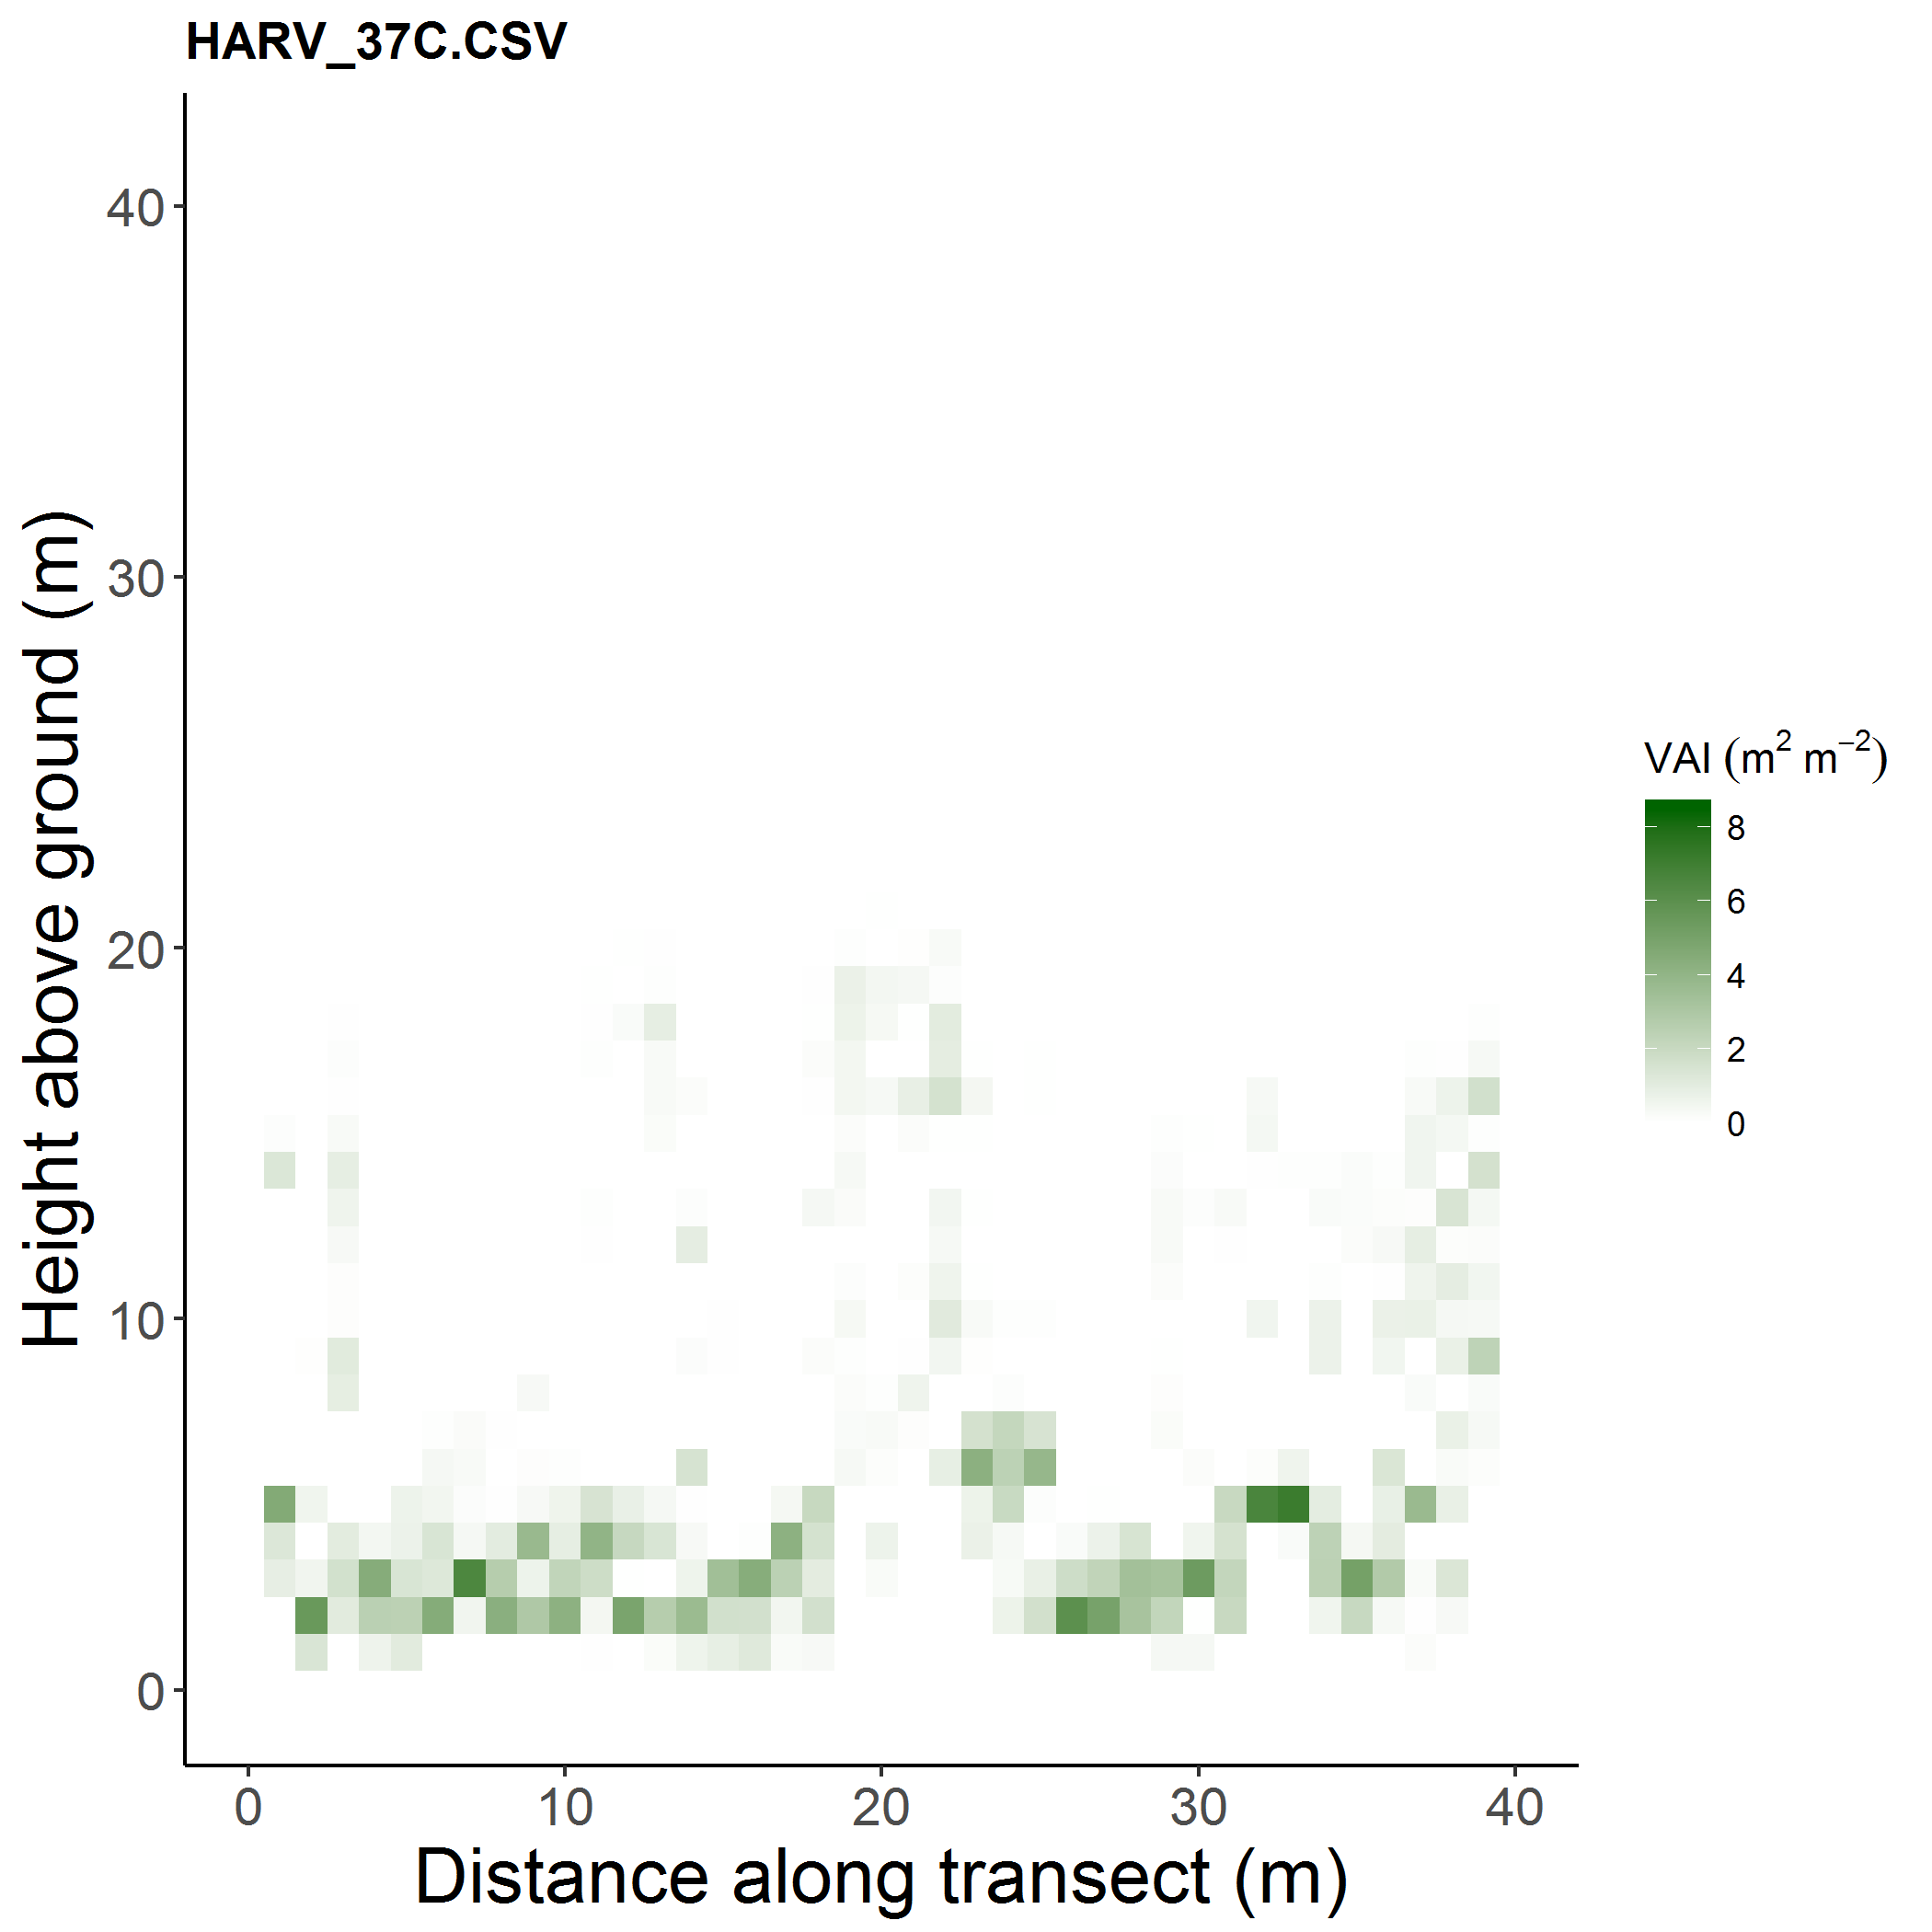 HARV_37C.CSV
40
30
20
10
0
Height above ground (m)
0 10 20 30 40
Distance along transect (m)
VAI (m² m⁻²)
8
6
4
2
0